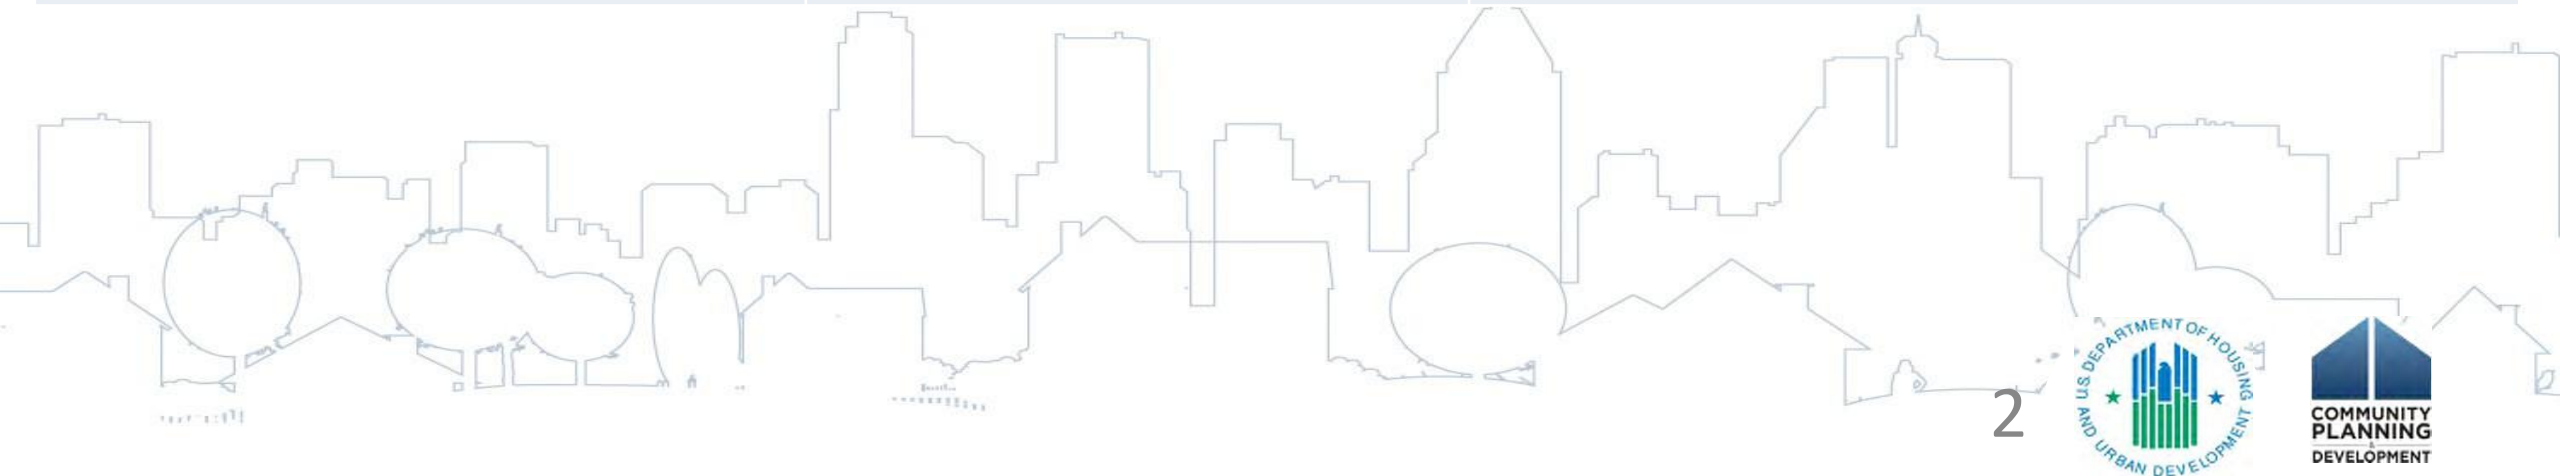 2
U.S. DEPARTMENT OF HOUSING
AND URBAN DEVELOPMENT
COMMUNITY
PLANNING
&
DEVELOPMENT